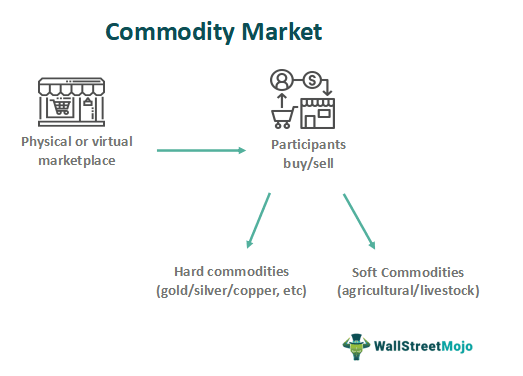 Commodity Market
Physical or virtual
marketplace
Participants
buy/sell
Hard commodities
(gold/silver/copper, etc)
Soft Commodities
(agricultural/livestock)
WallStreetMojo